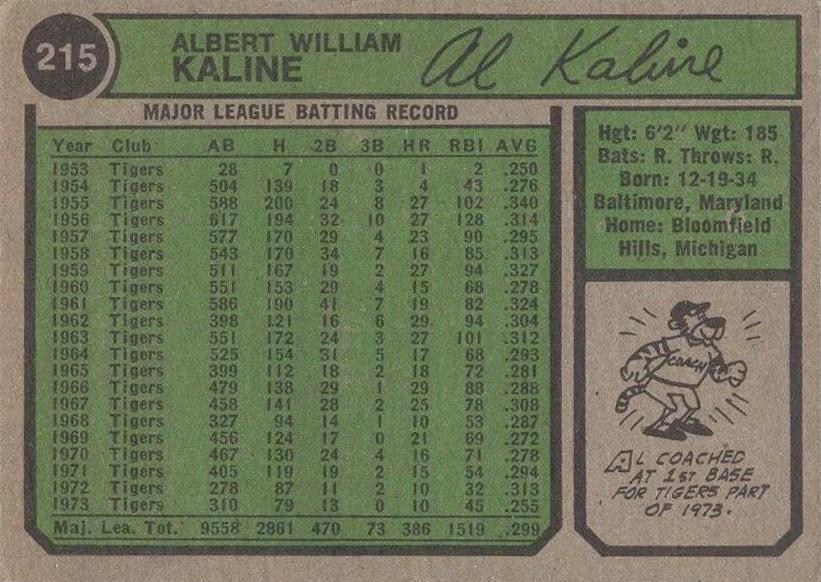 215
ALBERT WILLIAM
KALINE
Al Kaline
MAJOR LEAGUE BATTING RECORD
Year Club AB H 2B 3B HR RBI AVG
1953 Tigers 28 7 0 0 1 2 .250
1954 Tigers 504 139 18 3 4 43 .276
1955 Tigers 588 200 24 8 27 102 .340
1956 Tigers 617 194 32 10 27 128 .314
1957 Tigers 577 170 29 4 23 90 .295
1958 Tigers 543 170 34 7 16 85 .313
1959 Tigers 511 167 19 2 27 94 .327
1960 Tigers 551 153 29 4 15 68 .278
1961 Tigers 586 190 41 7 19 82 .324
1962 Tigers 398 121 16 6 29 94 .304
1963 Tigers 551 172 24 3 27 101 .312
1964 Tigers 525 154 31 5 17 68 .293
1965 Tigers 399 112 18 2 18 72 .281
1966 Tigers 479 138 29 1 29 88 .288
1967 Tigers 458 141 28 2 25 78 .308
1968 Tigers 327 94 14 1 10 53 .287
1969 Tigers 456 124 17 0 21 69 .272
1970 Tigers 467 130 24 4 16 71 .278
1971 Tigers 405 119 19 2 15 54 .294
1972 Tigers 278 87 11 2 10 32 .313
1973 Tigers 310 79 13 0 10 45 .255
Maj. Lea. Tot. 9558 2861 470 73 386 1519 .299
Hgt: 6'2" Wgt: 185
Bats: R. Throws: R.
Born: 12-19-34
Baltimore, Maryland
Home: Bloomfield
Hills, Michigan
COACH
AL COACHED
AT 1ST BASE
FOR TIGERS PART
OF 1973.